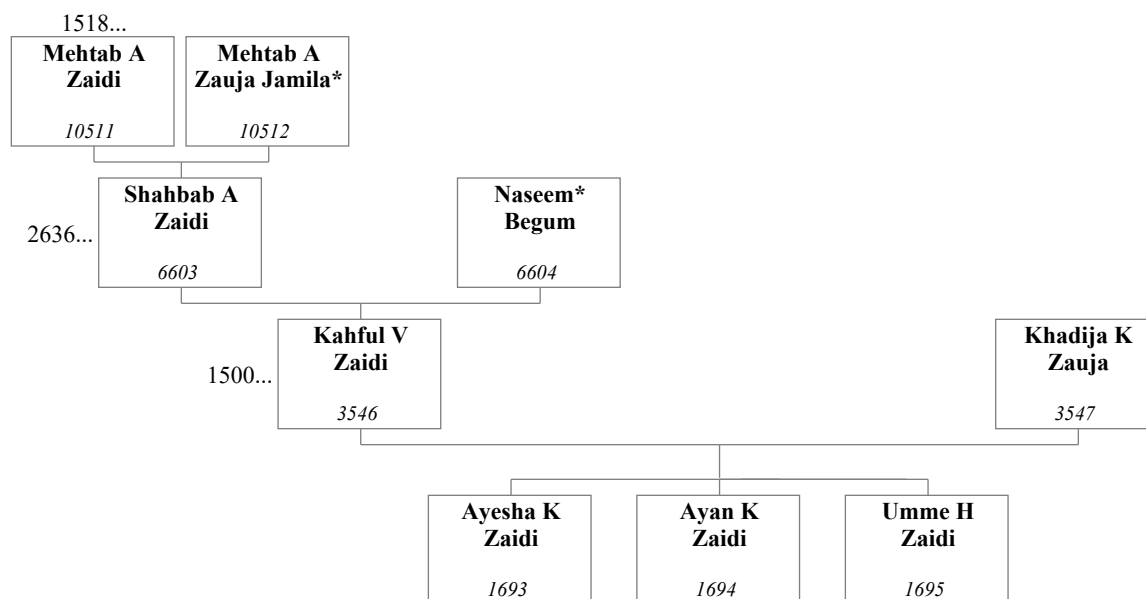 1518...
Mehtab A
Zaidi
10511
Mehtab A
Zauja Jamila*
10512
2636...
Shahbab A
Zaidi
6603
Naseem*
Begum
6604
1500...
Kahful V
Zaidi
3546
Khadija K
Zauja
3547
Ayesha K
Zaidi
1693
Ayan K
Zaidi
1694
Umme H
Zaidi
1695